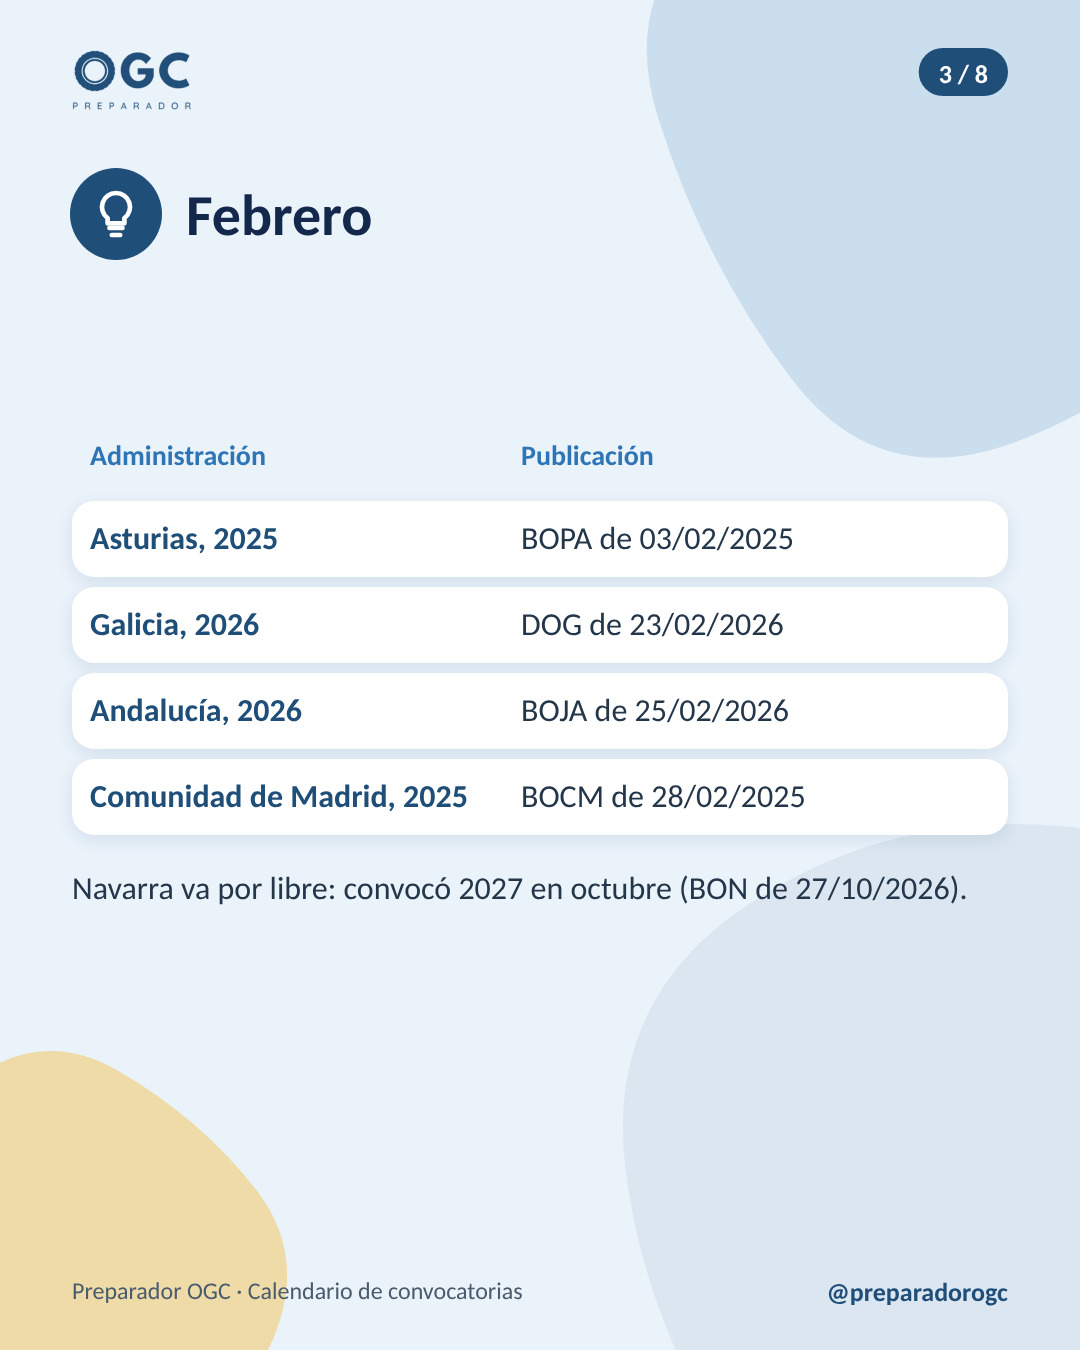 OGC
PREPARADOR
3 / 8
Febrero
Administración Publicación
Asturias, 2025 BOPA de 03/02/2025
Galicia, 2026 DOG de 23/02/2026
Andalucía, 2026 BOJA de 25/02/2026
Comunidad de Madrid, 2025 BOCM de 28/02/2025
Navarra va por libre: convocó 2027 en octubre (BON de 27/10/2026).
Preparador OGC · Calendario de convocatorias
@preparadorogc